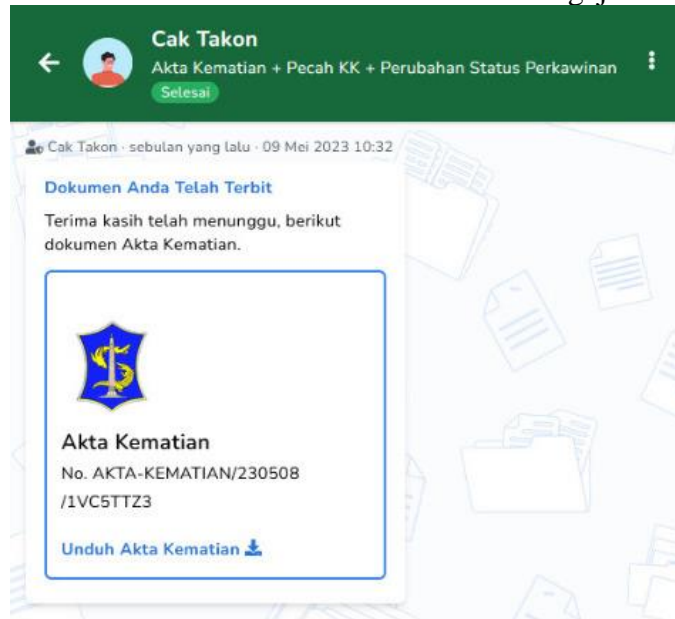 Cak Takon
Akta Kematian + Pecah KK + Perubahan Status Perkawinan
Selesai
Cak Takon · sebulan yang lalu · 09 Mei 2023 10:32
Dokumen Anda Telah Terbit
Terima kasih telah menunggu, berikut
dokumen Akta Kematian.
Akta Kematian
No. AKTA-KEMATIAN/230508
/1VC5TTZ3
Unduh Akta Kematian